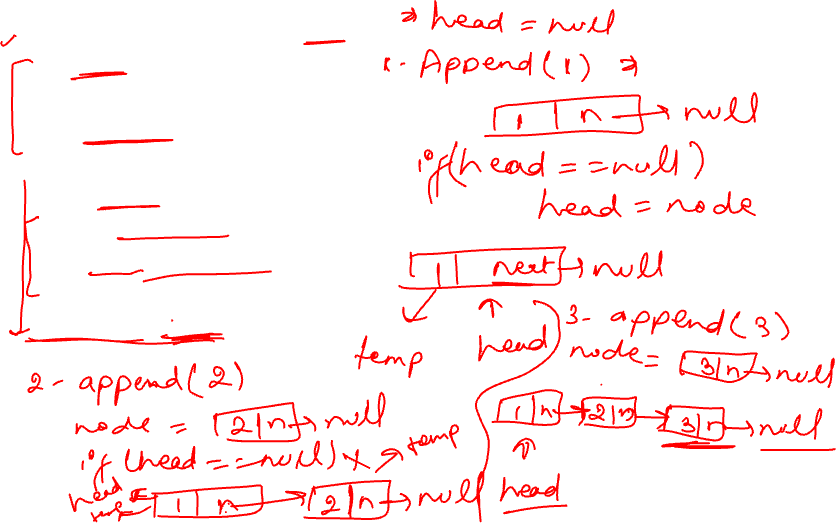 head = null
1- Append(1)
1 | n → null
if(head == null)
head = node
1 | next → null
temp
head
2- append(2)
node = 2|n → null
if (head == null) x → temp
head
temp
1 | n → 2|n → null
3- append(3)
node = 3|n → null
1|n → 2|n → 3|n → null
head